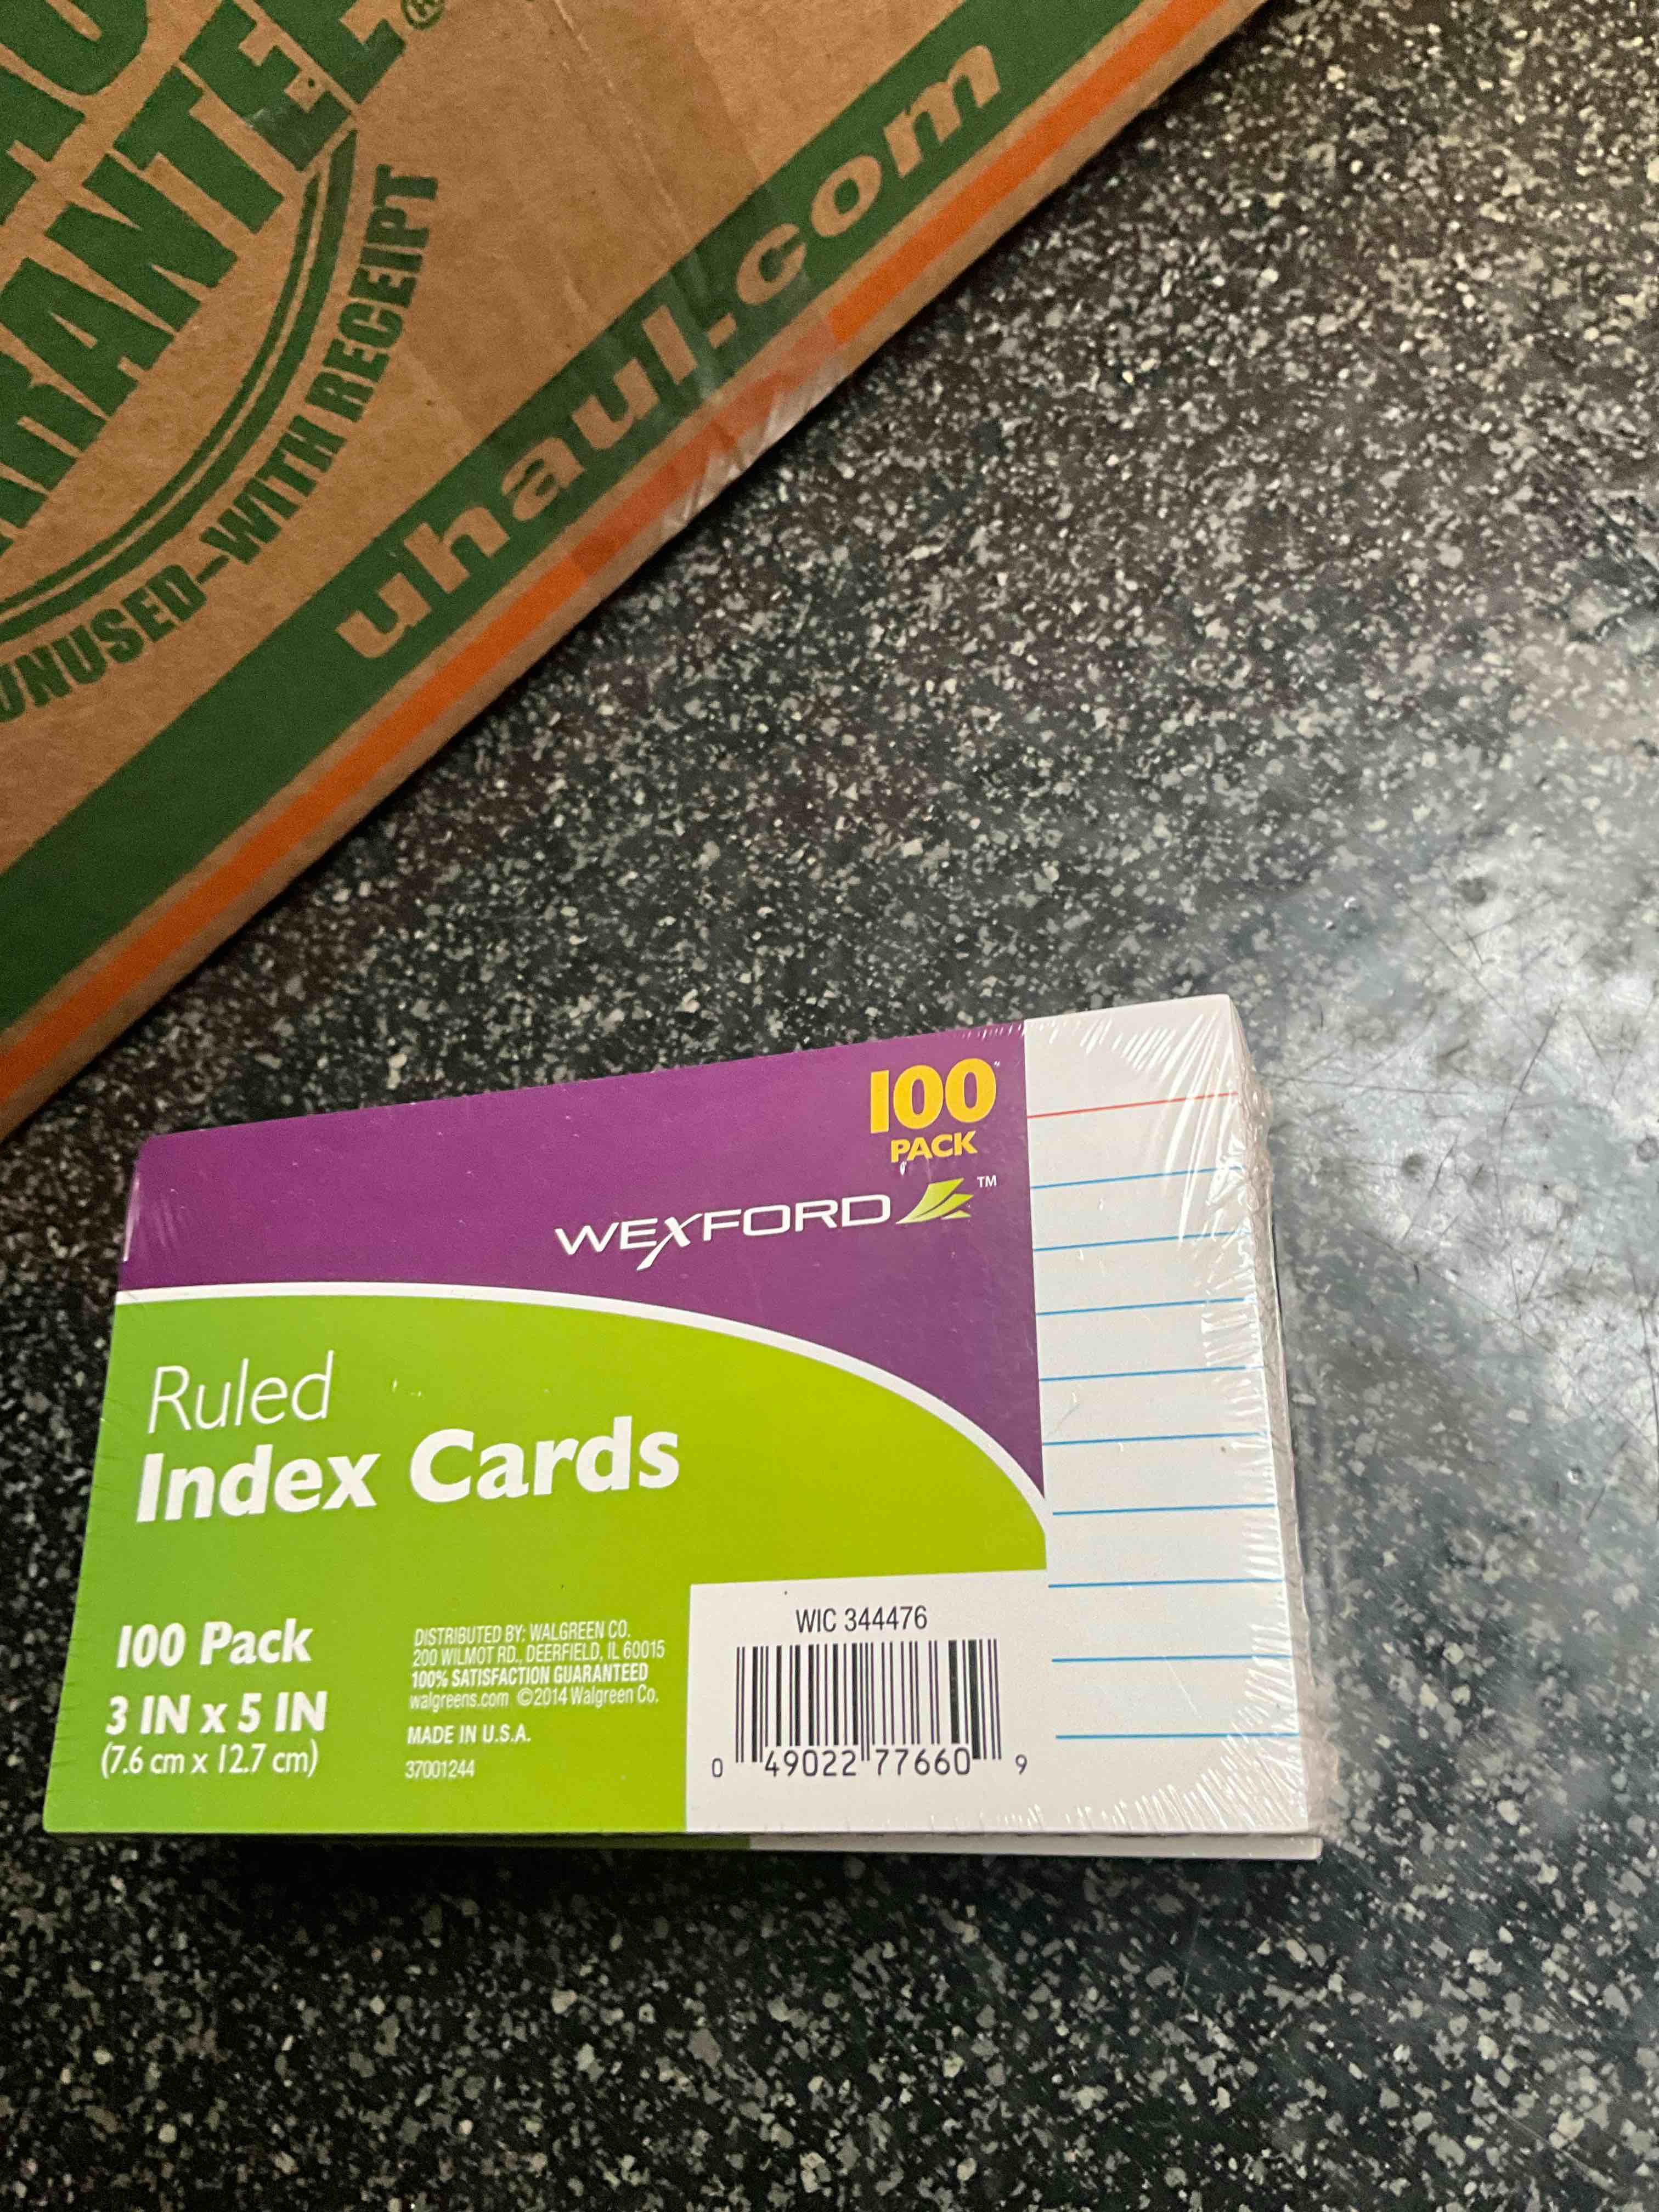 WITH RECEIPT
uhaul.com
100
PACK
WEXFORD ™
Ruled
Index Cards
100 Pack
3 IN x 5 IN
(7.6 cm x 12.7 cm)
DISTRIBUTED BY: WALGREEN CO.
200 WILMOT RD., DEERFIELD, IL 60015
100% SATISFACTION GUARANTEED
walgreens.com ©2014 Walgreen Co.
MADE IN U.S.A.
37001244
WIC 344476
0 49022 77660 9